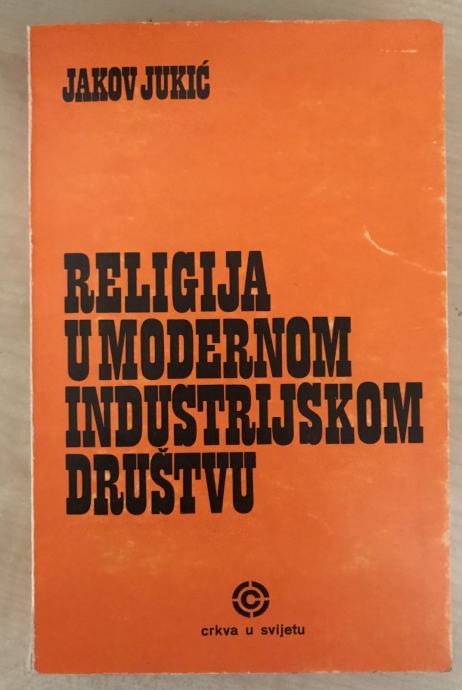 JAKOV JUKIĆ
RELIGIJA
U MODERNOM
INDUSTRIJSKOM
DRUŠTVU
crkva u svijetu